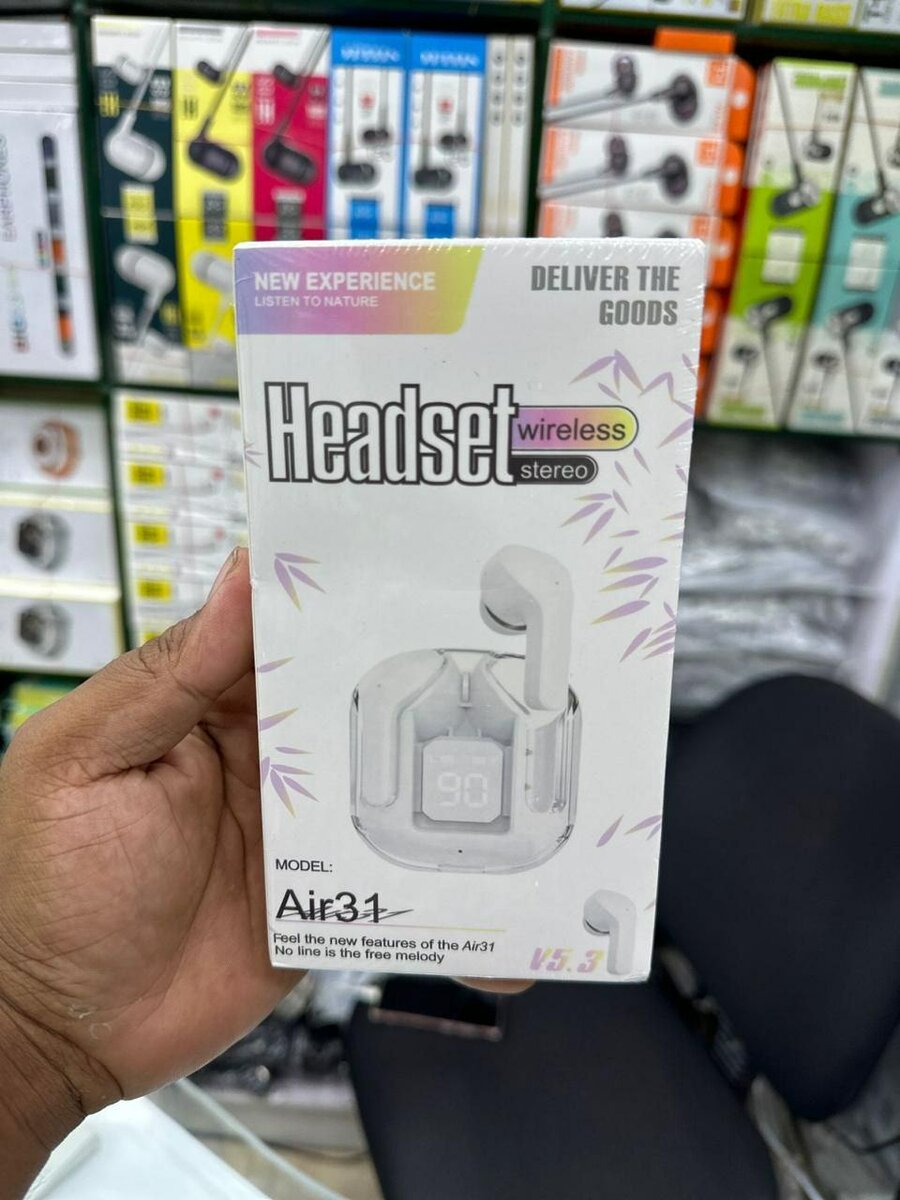 NEW EXPERIENCE
LISTEN TO NATURE
DELIVER THE
GOODS
Headset
wireless
stereo
90
MODEL:
Air31
Feel the new features of the Air31
No line is the free melody
V5.3